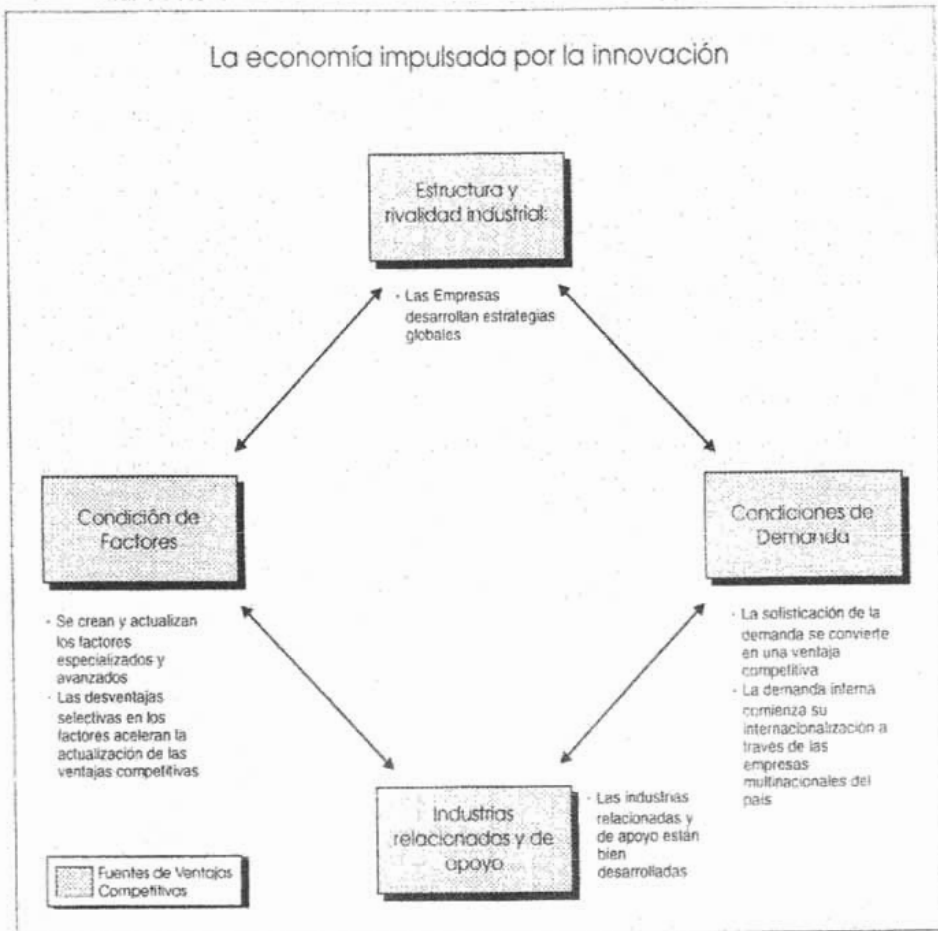 La economía impulsada por la innovación
Estructura y
rivalidad industrial:
· Las Empresas
desarrollan estrategias
globales
Condición de
Factores
· Se crean y actualizan
los factores
especializados y
avanzados
· Las desventajas
selectivas en los
factores aceleran la
actualización de las
ventajas competitivas
Condiciones de
Demanda
· La sofisticación de la
demanda se convierte
en una ventaja
competitiva
· La demanda interna
comienza su
internacionalización a
través de las
empresas
multinacionales del
país
Industrias
relacionados y de
apoyo
· Las industrias
relacionadas y
de apoyo están
bien
desarrolladas
Fuentes de Ventajas
Competitivas